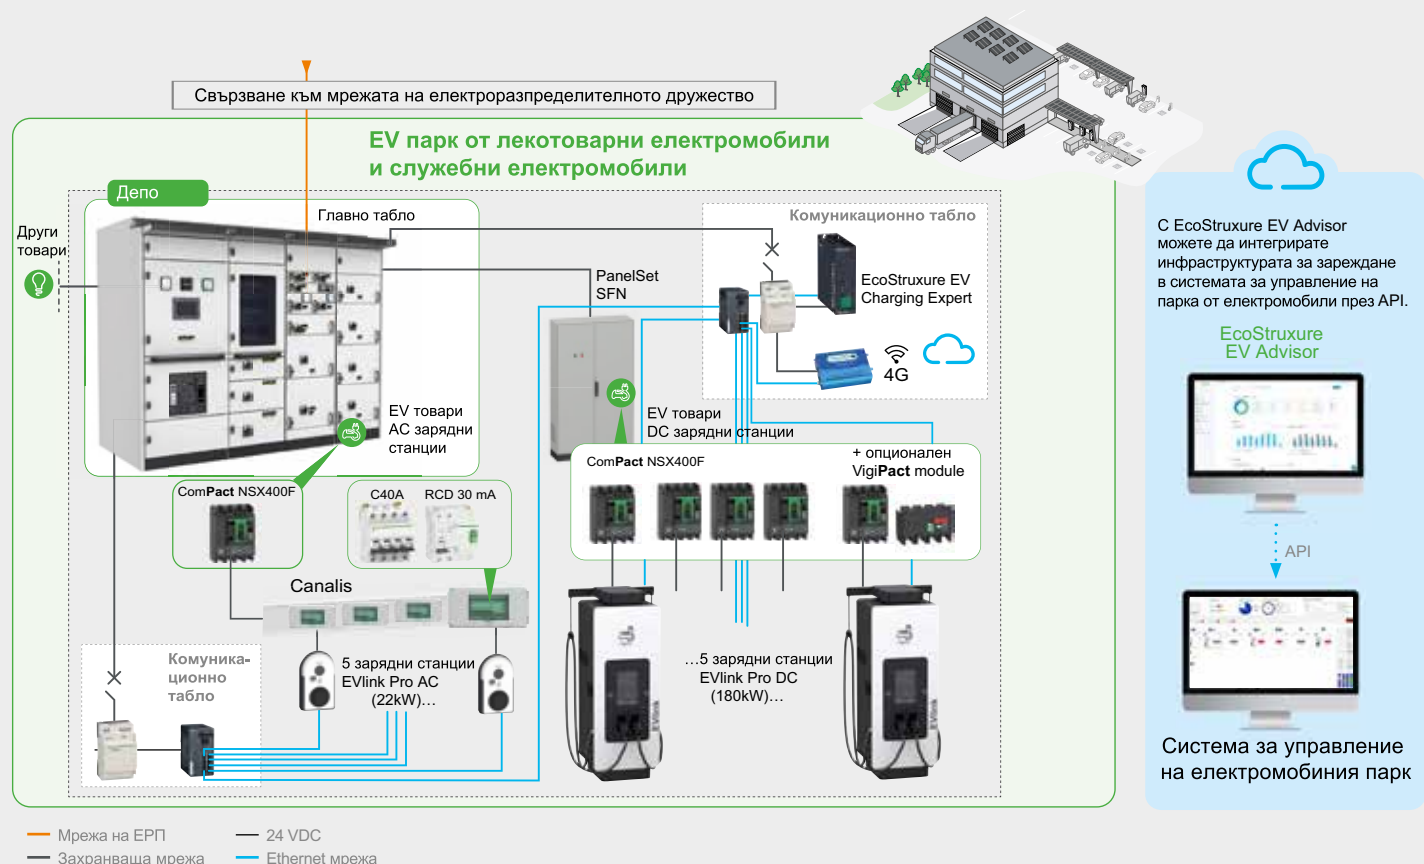 Свързване към мрежата на електроразпределителното дружество
EV парк от лекотоварни електромобили
и служебни електромобили
Депо
Главно табло
Други
товари
PanelSet
SFN
Комуникационно табло
EcoStruxure EV
Charging Expert
4G
EV товари
AC зарядни
станции
EV товари
DC зарядни станции
ComPact NSX400F
C40A
RCD 30 mA
ComPact NSX400F
+ опционален
VigiPact module
Canalis
Комуника-
ционно
табло
5 зарядни станции
EVlink Pro AC
(22kW)…
…5 зарядни станции
EVlink Pro DC
(180kW)…
EVlink
EVlink
С EcoStruxure EV Advisor
можете да интегрирате
инфраструктурата за зареждане
в системата за управление на
парка от електромобили през API.
EcoStruxure
EV Advisor
API
Система за управление
на електромобиния парк
Мрежа на ЕРП
24 VDC
Захранваща мрежа
Ethernet мрежа